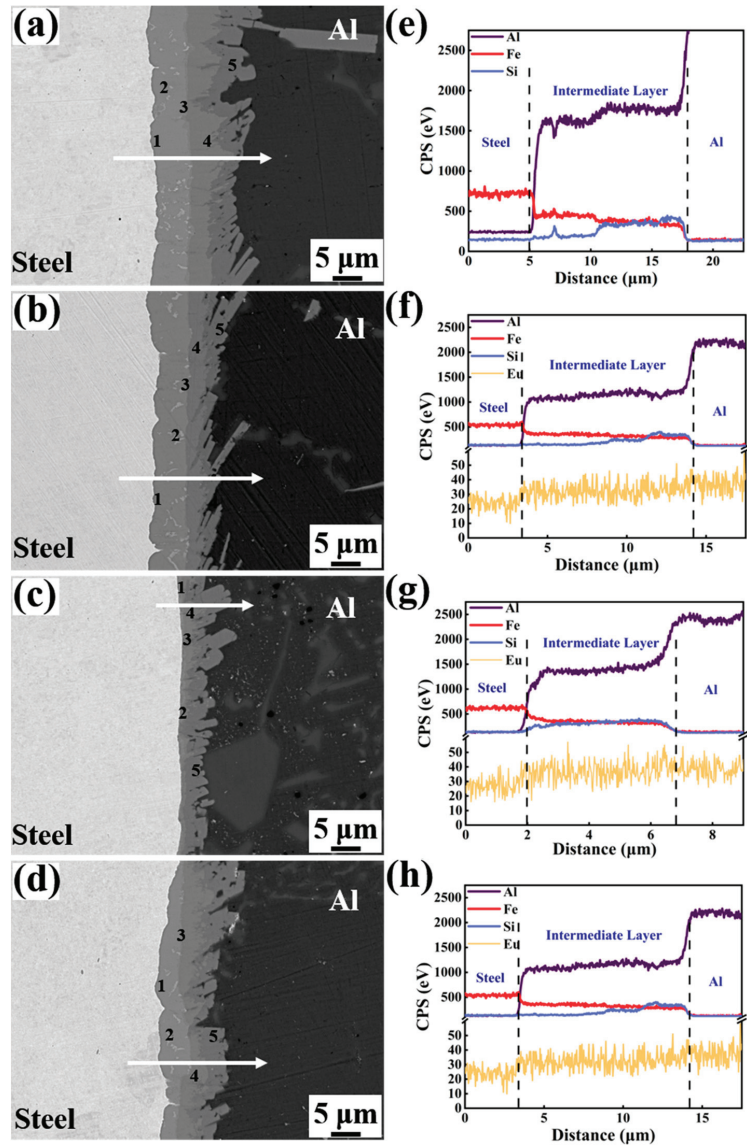 (a)
Al
5
2
3
1
4
Steel
5 μm
(e)
Al
Fe
Si
Intermediate Layer
Steel
Al
CPS (eV)
2500
2000
1500
1000
500
0
0 5 10 15 20
Distance (μm)
(b)
Al
5
4
3
2
1
Steel
5 μm
(f)
Al
Fe
Si
Eu
Intermediate Layer
Steel
Al
CPS (eV)
2500
2000
1500
1000
500
50
40
30
20
10
0
0 5 10 15
Distance (μm)
(c)
Al
1
4
3
2
5
Steel
5 μm
(g)
Al
Fe
Si
Eu
Intermediate Layer
Steel
Al
CPS (eV)
2500
2000
1500
1000
500
50
40
30
20
10
0
0 2 4 6 8
Distance (μm)
(d)
Al
3
1
2
5
4
Steel
5 μm
(h)
Al
Fe
Si
Eu
Intermediate Layer
Steel
Al
CPS (eV)
2500
2000
1500
1000
500
50
40
30
20
10
0
0 5 10 15
Distance (μm)